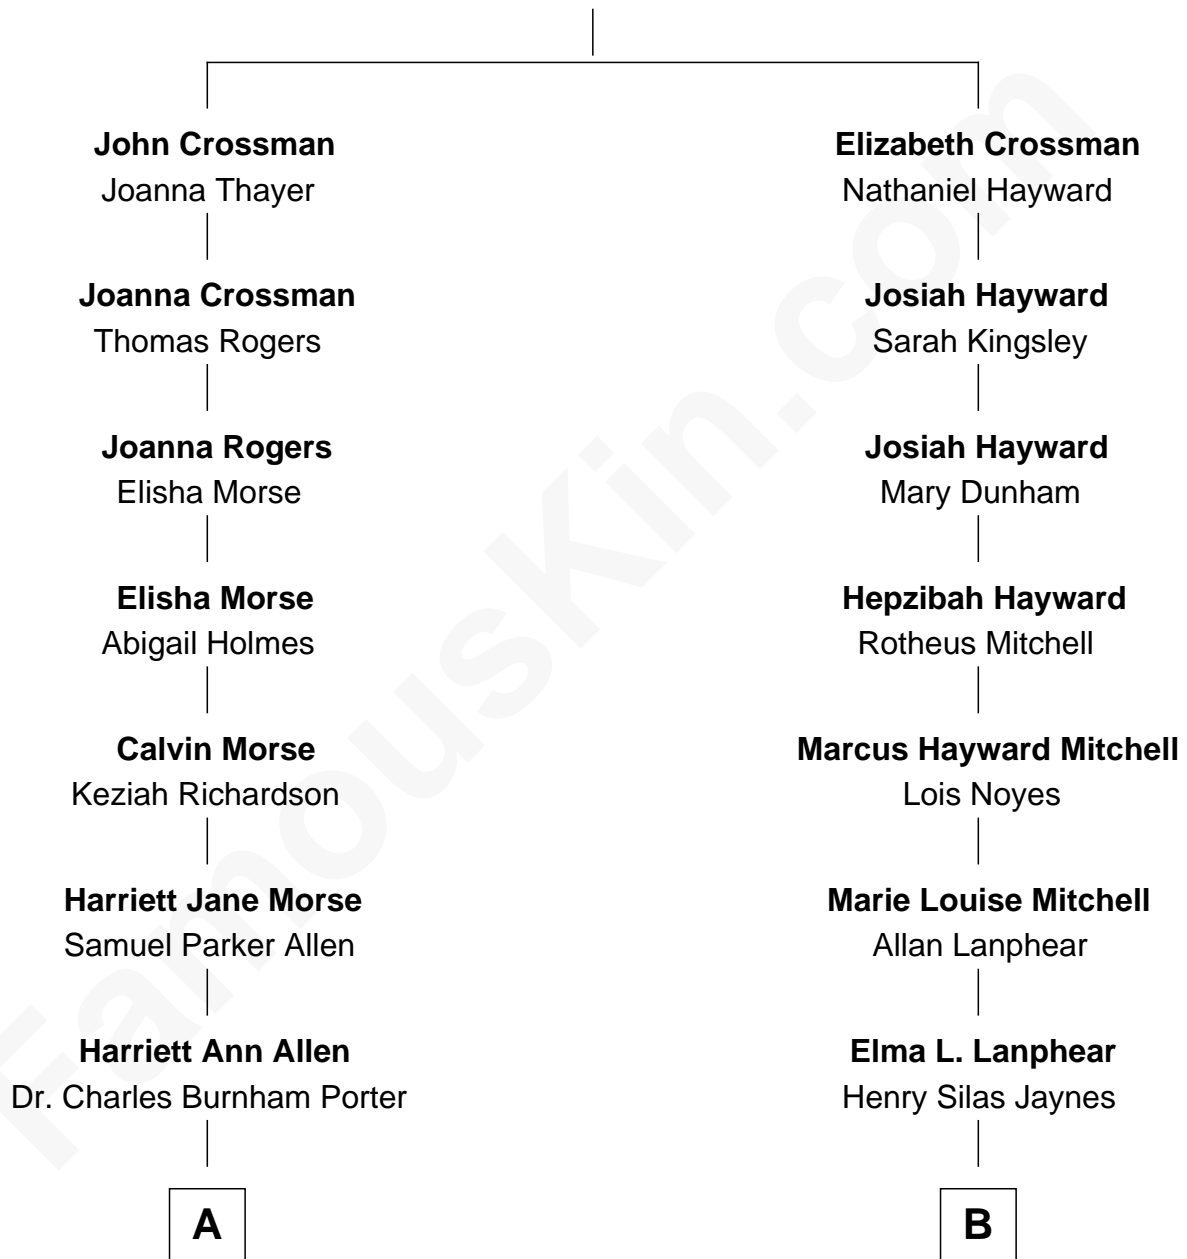 John Crossman
Joanna Thayer
Joanna Crossman
Thomas Rogers
Joanna Rogers
Elisha Morse
Elisha Morse
Abigail Holmes
Calvin Morse
Keziah Richardson
Harriett Jane Morse
Samuel Parker Allen
Harriett Ann Allen
Dr. Charles Burnham Porter
A
Elizabeth Crossman
Nathaniel Hayward
Josiah Hayward
Sarah Kingsley
Josiah Hayward
Mary Dunham
Hepzibah Hayward
Rotheus Mitchell
Marcus Hayward Mitchell
Lois Noyes
Marie Louise Mitchell
Allan Lanphear
Elma L. Lanphear
Henry Silas Jaynes
B
FamousKin.com